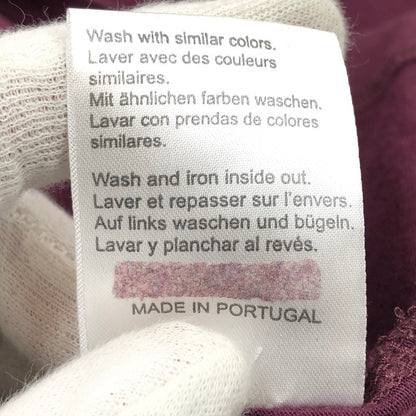 Wash with similar colors.
Laver avec des couleurs
similaires.
Mit ähnlichen farben waschen.
Lavar con prendas de colores
similares.
Wash and iron inside out.
Laver et repasser sur l'envers.
Auf links waschen und bügeln.
Lavar y planchar al revés.
MADE IN PORTUGAL